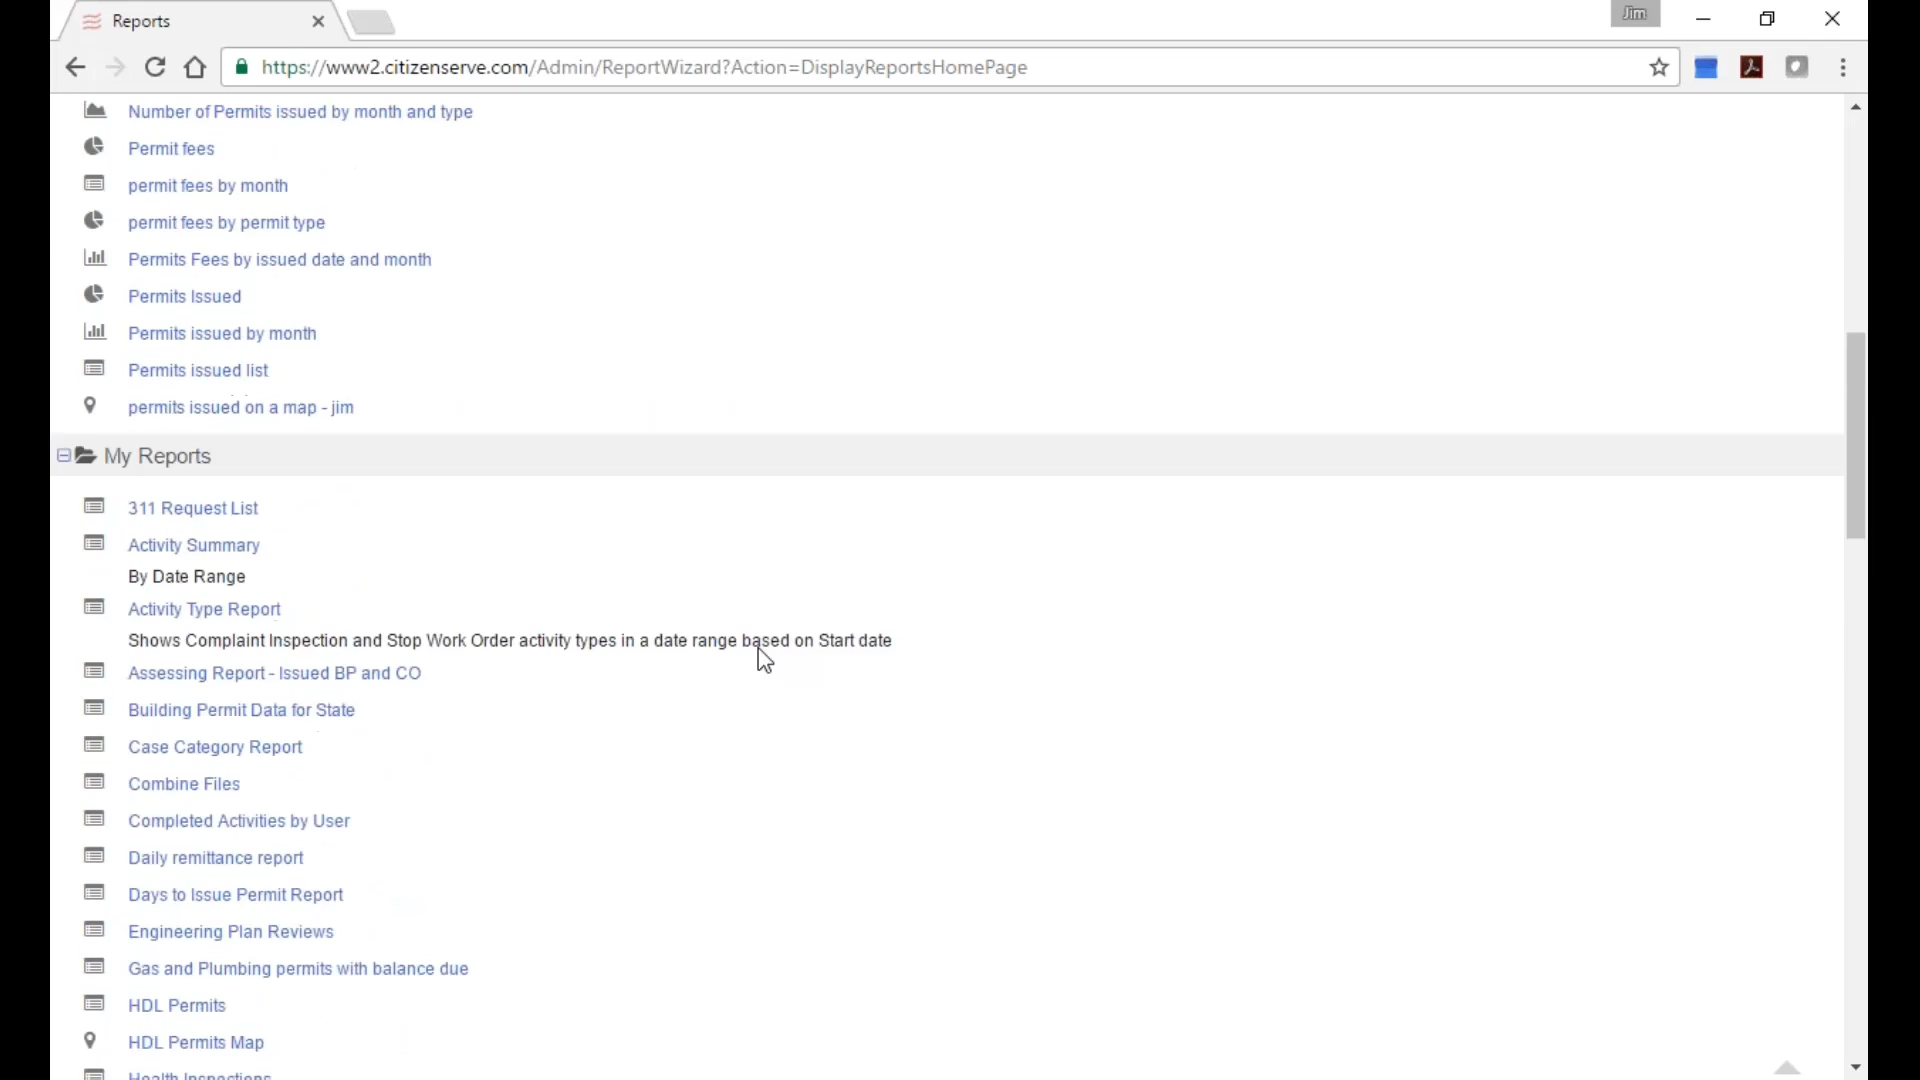 Reports
Jim
https://www2.citizenserve.com/Admin/ReportWizard?Action=DisplayReportsHomePage
Number of Permits issued by month and type
Permit fees
permit fees by month
permit fees by permit type
Permits Fees by issued date and month
Permits Issued
Permits issued by month
Permits issued list
permits issued on a map - jim
My Reports
311 Request List
Activity Summary
By Date Range
Activity Type Report
Shows Complaint Inspection and Stop Work Order activity types in a date range based on Start date
Assessing Report - Issued BP and CO
Building Permit Data for State
Case Category Report
Combine Files
Completed Activities by User
Daily remittance report
Days to Issue Permit Report
Engineering Plan Reviews
Gas and Plumbing permits with balance due
HDL Permits
HDL Permits Map
Health Inspections